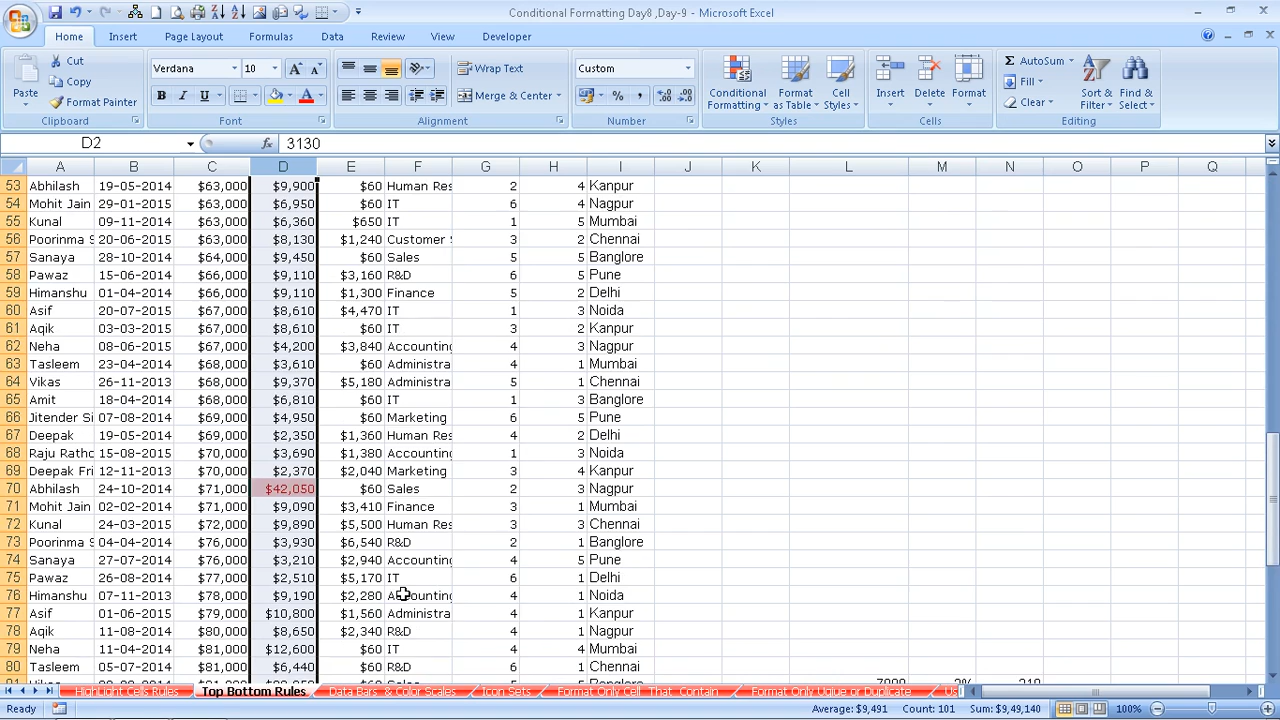 Conditional Formatting Day8 ,Day-9 - Microsoft Excel
Home Insert Page Layout Formulas Data Review View Developer
Paste Cut Copy Format Painter Clipboard
Verdana 10 B I U A Font
Wrap Text Merge & Center Alignment
Custom % , Number
Conditional Formatting Format as Table Cell Styles Styles
Insert Delete Format Cells
AutoSum Fill Clear Sort & Filter Find & Select Editing
D2 fx 3130
A B C D E F G H I J K L M N O P Q
53 Abhilash 19-05-2014 $63,000 $9,900 $60 Human Res 2 4 Kanpur
54 Mohit Jain 29-01-2015 $63,000 $6,950 $60 IT 6 4 Nagpur
55 Kunal 09-11-2014 $63,000 $6,360 $650 IT 1 5 Mumbai
56 Poorinma S 20-06-2015 $63,000 $8,130 $1,240 Customer S 3 2 Chennai
57 Sanaya 28-10-2014 $64,000 $9,450 $60 Sales 5 5 Banglore
58 Pawaz 15-06-2014 $66,000 $9,110 $3,160 R&D 6 5 Pune
59 Himanshu 01-04-2014 $66,000 $9,110 $1,300 Finance 5 2 Delhi
60 Asif 20-07-2015 $67,000 $8,610 $4,470 IT 1 3 Noida
61 Aqik 03-03-2015 $67,000 $8,610 $60 IT 3 2 Kanpur
62 Neha 08-06-2015 $67,000 $4,200 $3,840 Accounting 4 3 Nagpur
63 Tasleem 23-04-2014 $68,000 $3,610 $60 Administra 4 1 Mumbai
64 Vikas 26-11-2013 $68,000 $9,370 $5,180 Administra 5 1 Chennai
65 Amit 18-04-2014 $68,000 $6,810 $60 IT 1 3 Banglore
66 Jitender Si 07-08-2014 $69,000 $4,950 $60 Marketing 6 5 Pune
67 Deepak 19-05-2014 $69,000 $2,350 $1,360 Human Res 4 2 Delhi
68 Raju Ratho 02-07-2014 $70,000 $3,690 $1,380 Accounting 1 3 Noida
69 Deepak Fri 12-11-2013 $70,000 $2,370 $2,040 Marketing 3 4 Kanpur
70 Abhilash 24-10-2014 $71,000 $42,050 $60 Sales 2 3 Nagpur
71 Mohit Jain 02-02-2014 $71,000 $9,090 $3,410 Finance 3 1 Mumbai
72 Kunal 24-03-2015 $72,000 $9,890 $5,500 Human Res 3 3 Chennai
73 Poorinma S 04-04-2014 $76,000 $3,930 $6,540 R&D 2 1 Banglore
74 Sanaya 27-07-2014 $76,000 $3,210 $2,940 Accounting 4 5 Pune
75 Pawaz 26-08-2014 $77,000 $2,510 $5,170 IT 6 1 Delhi
76 Himanshu 07-11-2013 $78,000 $9,190 $2,280 Accounting 4 1 Noida
77 Asif 01-06-2015 $79,000 $10,800 $1,560 Administra 4 1 Kanpur
78 Aqik 11-08-2014 $80,000 $8,650 $2,340 R&D 4 1 Nagpur
79 Neha 11-04-2014 $81,000 $12,600 $60 IT 4 4 Mumbai
80 Tasleem 05-07-2014 $81,000 $6,440 $60 R&D 6 1 Chennai
HighLight Cells Rules Top Bottom Rules Data Bars & Color Scales Icon Sets Format Only Cell That Contain Format Only Uqiue or Duplicate Us
Ready Average: $9,491 Count: 101 Sum: $9,49,140 100%